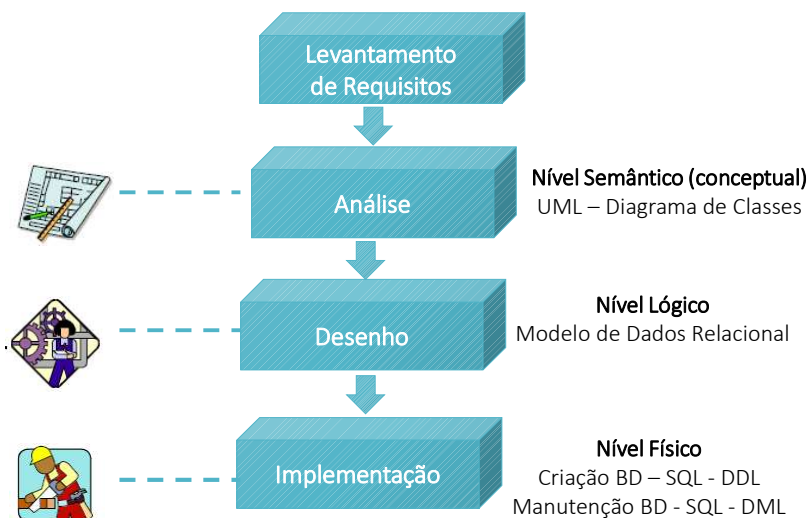 Levantamento
de Requisitos
Análise
Nível Semântico (conceptual)
UML – Diagrama de Classes
Desenho
Nível Lógico
Modelo de Dados Relacional
Implementação
Nível Físico
Criação BD – SQL - DDL
Manutenção BD - SQL - DML